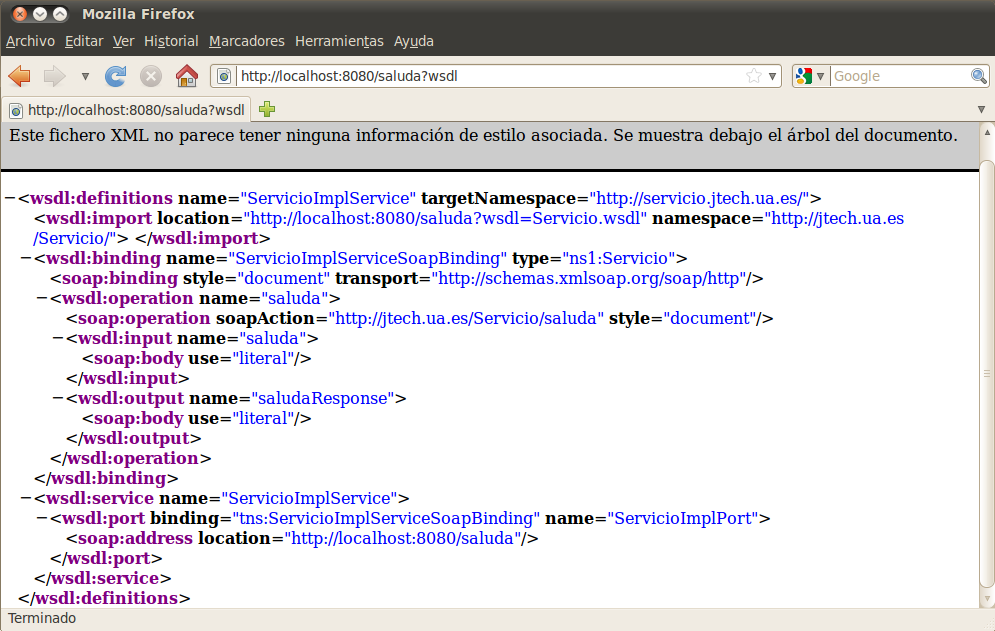 Mozilla Firefox
Archivo Editar Ver Historial Marcadores Herramientas Ayuda
http://localhost:8080/saluda?wsdl Google
http://localhost:8080/saluda?wsdl
Este fichero XML no parece tener ninguna información de estilo asociada. Se muestra debajo el árbol del documento.
−<wsdl:definitions name="ServicioImplService" targetNamespace="http://servicio.jtech.ua.es/">
<wsdl:import location="http://localhost:8080/saluda?wsdl=Servicio.wsdl" namespace="http://jtech.ua.es
/Servicio/"> </wsdl:import>
−<wsdl:binding name="ServicioImplServiceSoapBinding" type="ns1:Servicio">
<soap:binding style="document" transport="http://schemas.xmlsoap.org/soap/http"/>
−<wsdl:operation name="saluda">
<soap:operation soapAction="http://jtech.ua.es/Servicio/saluda" style="document"/>
−<wsdl:input name="saluda">
<soap:body use="literal"/>
</wsdl:input>
−<wsdl:output name="saludaResponse">
<soap:body use="literal"/>
</wsdl:output>
</wsdl:operation>
</wsdl:binding>
−<wsdl:service name="ServicioImplService">
−<wsdl:port binding="tns:ServicioImplServiceSoapBinding" name="ServicioImplPort">
<soap:address location="http://localhost:8080/saluda"/>
</wsdl:port>
</wsdl:service>
</wsdl:definitions>
Terminado